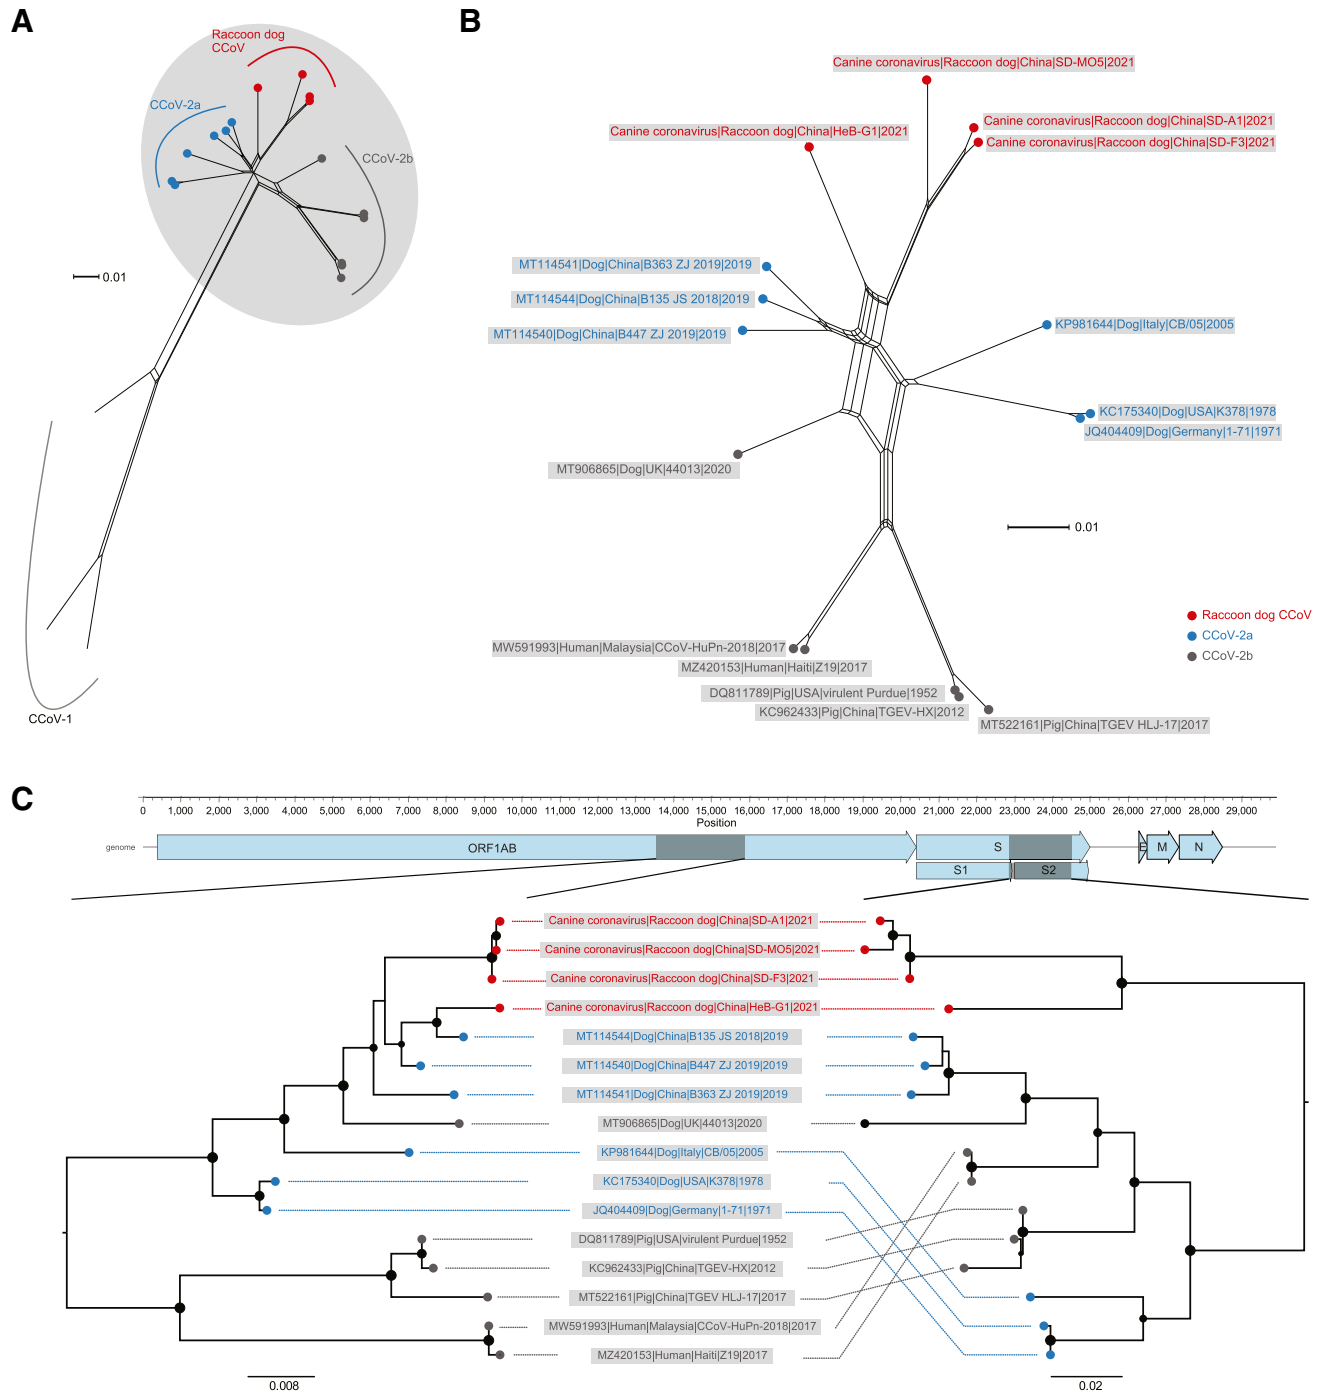 A
Raccoon dog
CCoV
CCoV-2a
CCoV-2b
0.01
CCoV-1
B
Canine coronavirus|Raccoon dog|China|SD-MO5|2021
Canine coronavirus|Raccoon dog|China|SD-A1|2021
Canine coronavirus|Raccoon dog|China|HeB-G1|2021
Canine coronavirus|Raccoon dog|China|SD-F3|2021
MT114541|Dog|China|B363 ZJ 2019|2019
MT114544|Dog|China|B135 JS 2018|2019
MT114540|Dog|China|B447 ZJ 2019|2019
KP981644|Dog|Italy|CB/05|2005
KC175340|Dog|USA|K378|1978
JQ404409|Dog|Germany|1-71|1971
MT906865|Dog|UK|44013|2020
0.01
Raccoon dog CCoV
CCoV-2a
CCoV-2b
MW591993|Human|Malaysia|CCoV-HuPn-2018|2017
MZ420153|Human|Haiti|Z19|2017
DQ811789|Pig|USA|virulent Purdue|1952
KC962433|Pig|China|TGEV-HX|2012
MT522161|Pig|China|TGEV HLJ-17|2017
C
0 1,000 2,000 3,000 4,000 5,000 6,000 7,000 8,000 9,000 10,000 11,000 12,000 13,000 14,000 15,000 16,000 17,000 18,000 19,000 20,000 21,000 22,000 23,000 24,000 25,000 26,000 27,000 28,000 29,000
Position
genome ORF1AB S E M N
S1 S2
Canine coronavirus|Raccoon dog|China|SD-A1|2021
Canine coronavirus|Raccoon dog|China|SD-MO5|2021
Canine coronavirus|Raccoon dog|China|SD-F3|2021
Canine coronavirus|Raccoon dog|China|HeB-G1|2021
MT114544|Dog|China|B135 JS 2018|2019
MT114540|Dog|China|B447 ZJ 2019|2019
MT114541|Dog|China|B363 ZJ 2019|2019
MT906865|Dog|UK|44013|2020
KP981644|Dog|Italy|CB/05|2005
KC175340|Dog|USA|K378|1978
JQ404409|Dog|Germany|1-71|1971
DQ811789|Pig|USA|virulent Purdue|1952
KC962433|Pig|China|TGEV-HX|2012
MT522161|Pig|China|TGEV HLJ-17|2017
MW591993|Human|Malaysia|CCoV-HuPn-2018|2017
MZ420153|Human|Haiti|Z19|2017
0.008
0.02